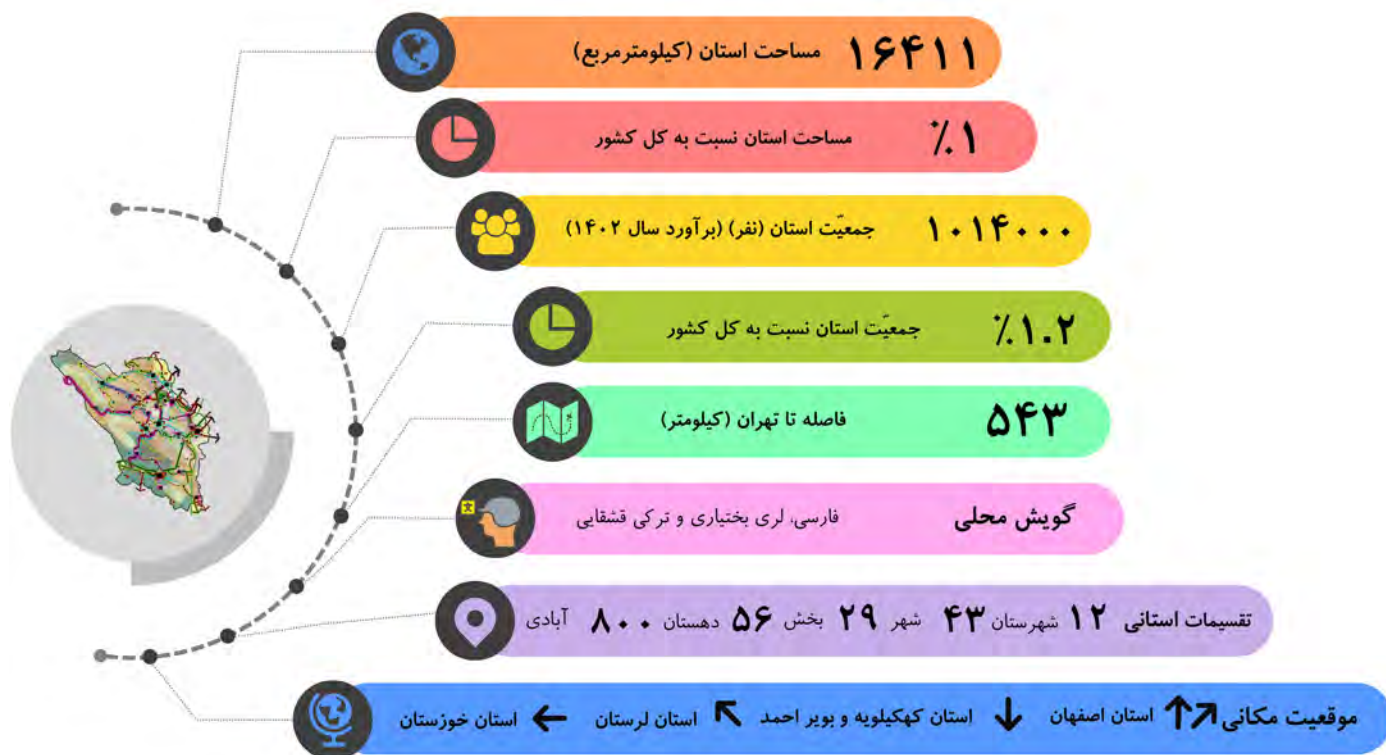 ۱۶۴۱۱ مساحت استان (کیلومترمربع)
٪۱ مساحت استان نسبت به کل کشور
۱۰۱۴۰۰۰ جمعیّت استان (نفر) (برآورد سال ۱۴۰۲)
٪۱.۲ جمعیّت استان نسبت به کل کشور
۵۴۳ فاصله تا تهران (کیلومتر)
گویش محلی فارسی، لری بختیاری و ترکی قشقایی
تقسیمات استانی ۱۲ شهرستان ۴۳ شهر ۲۹ بخش ۵۶ دهستان ۸۰۰ آبادی
موقعیت مکانی ↗↑ استان اصفهان ↓ استان کهکیلویه و بویر احمد ↖ استان لرستان ← استان خوزستان